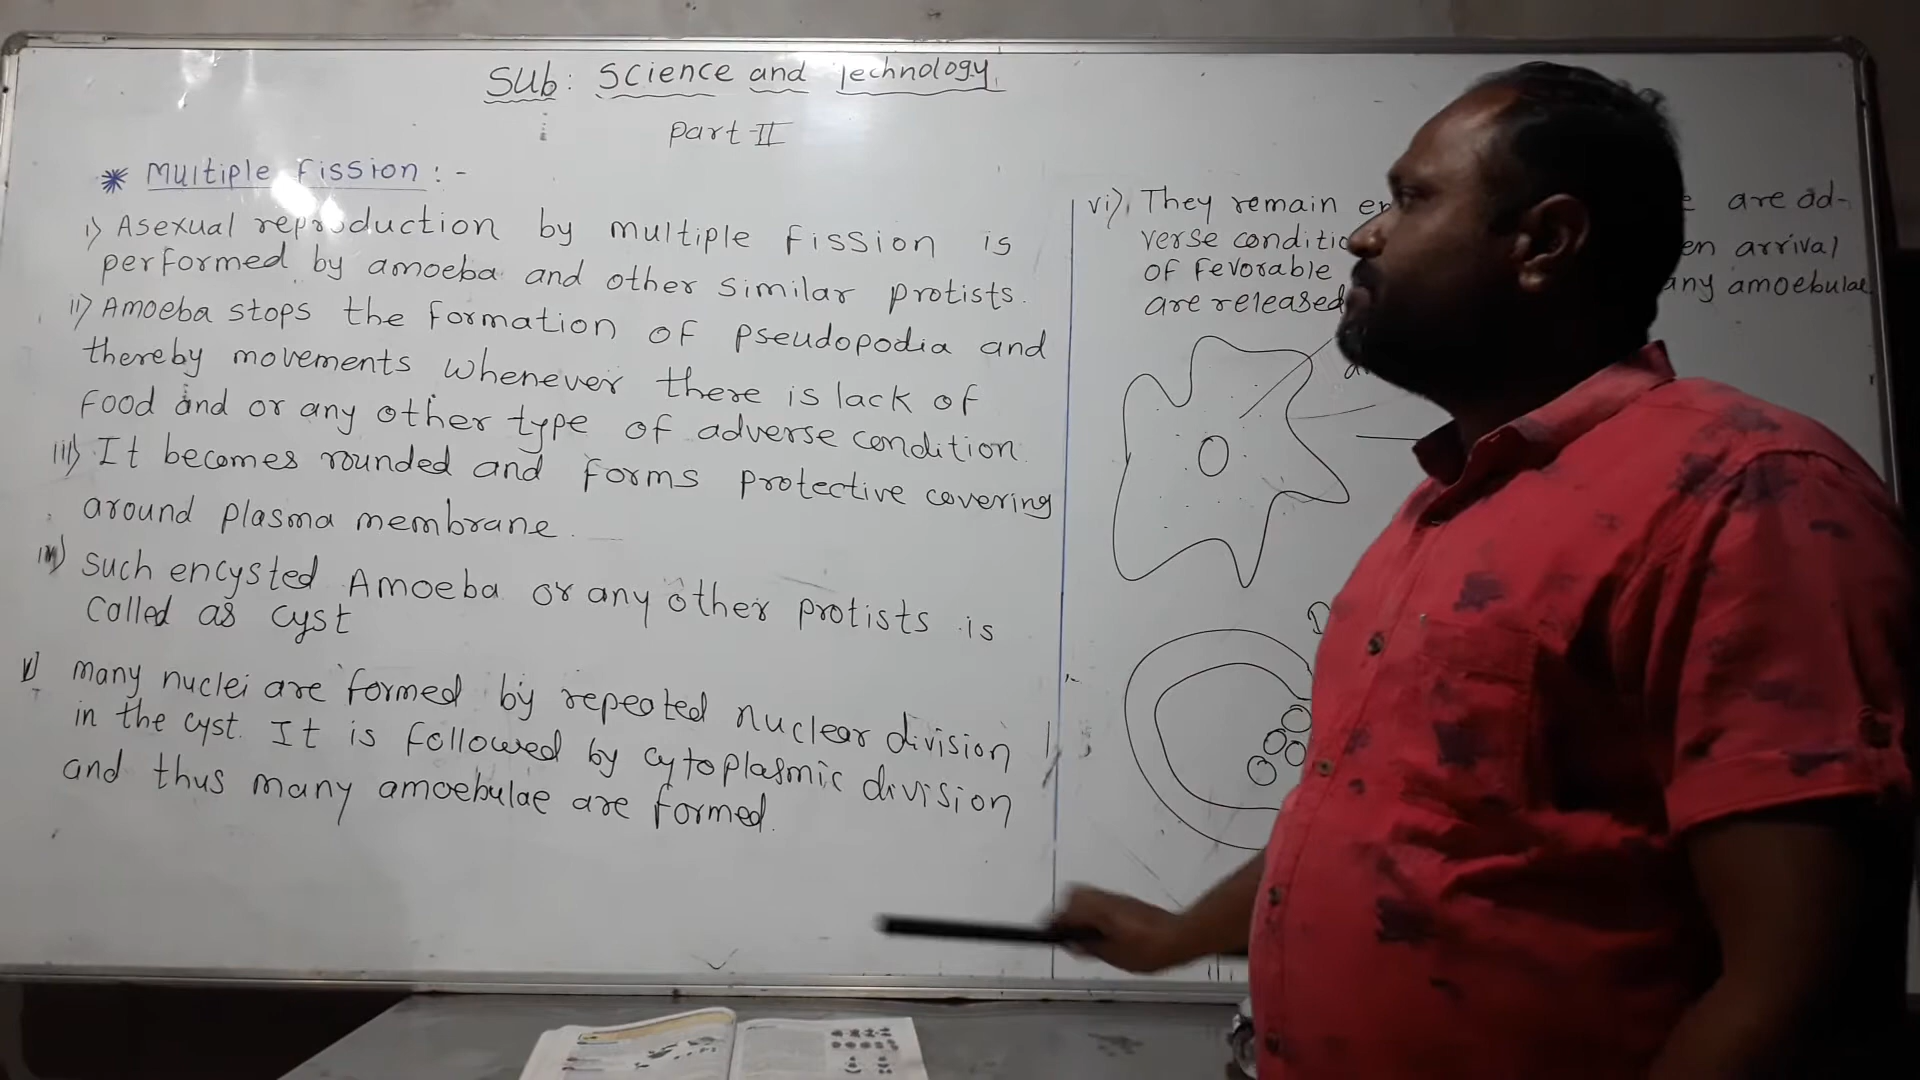 Sub: Science and Technology
Part II
* Multiple Fission :-
i) Asexual reproduction by multiple fission is
performed by amoeba and other similar protists.
ii) Amoeba stops the formation of pseudopodia and
thereby movements whenever there is lack of
food and or any other type of adverse condition.
iii) It becomes rounded and forms protective covering
around plasma membrane.
iv) Such encysted Amoeba or any other protists is
called as cyst
v) many nuclei are formed by repeated nuclear division
in the cyst. It is followed by cytoplasmic division
and thus many amoebulae are formed.
vi) They remain are ad-
verse arrival
of fevorable any amoebulae
are released